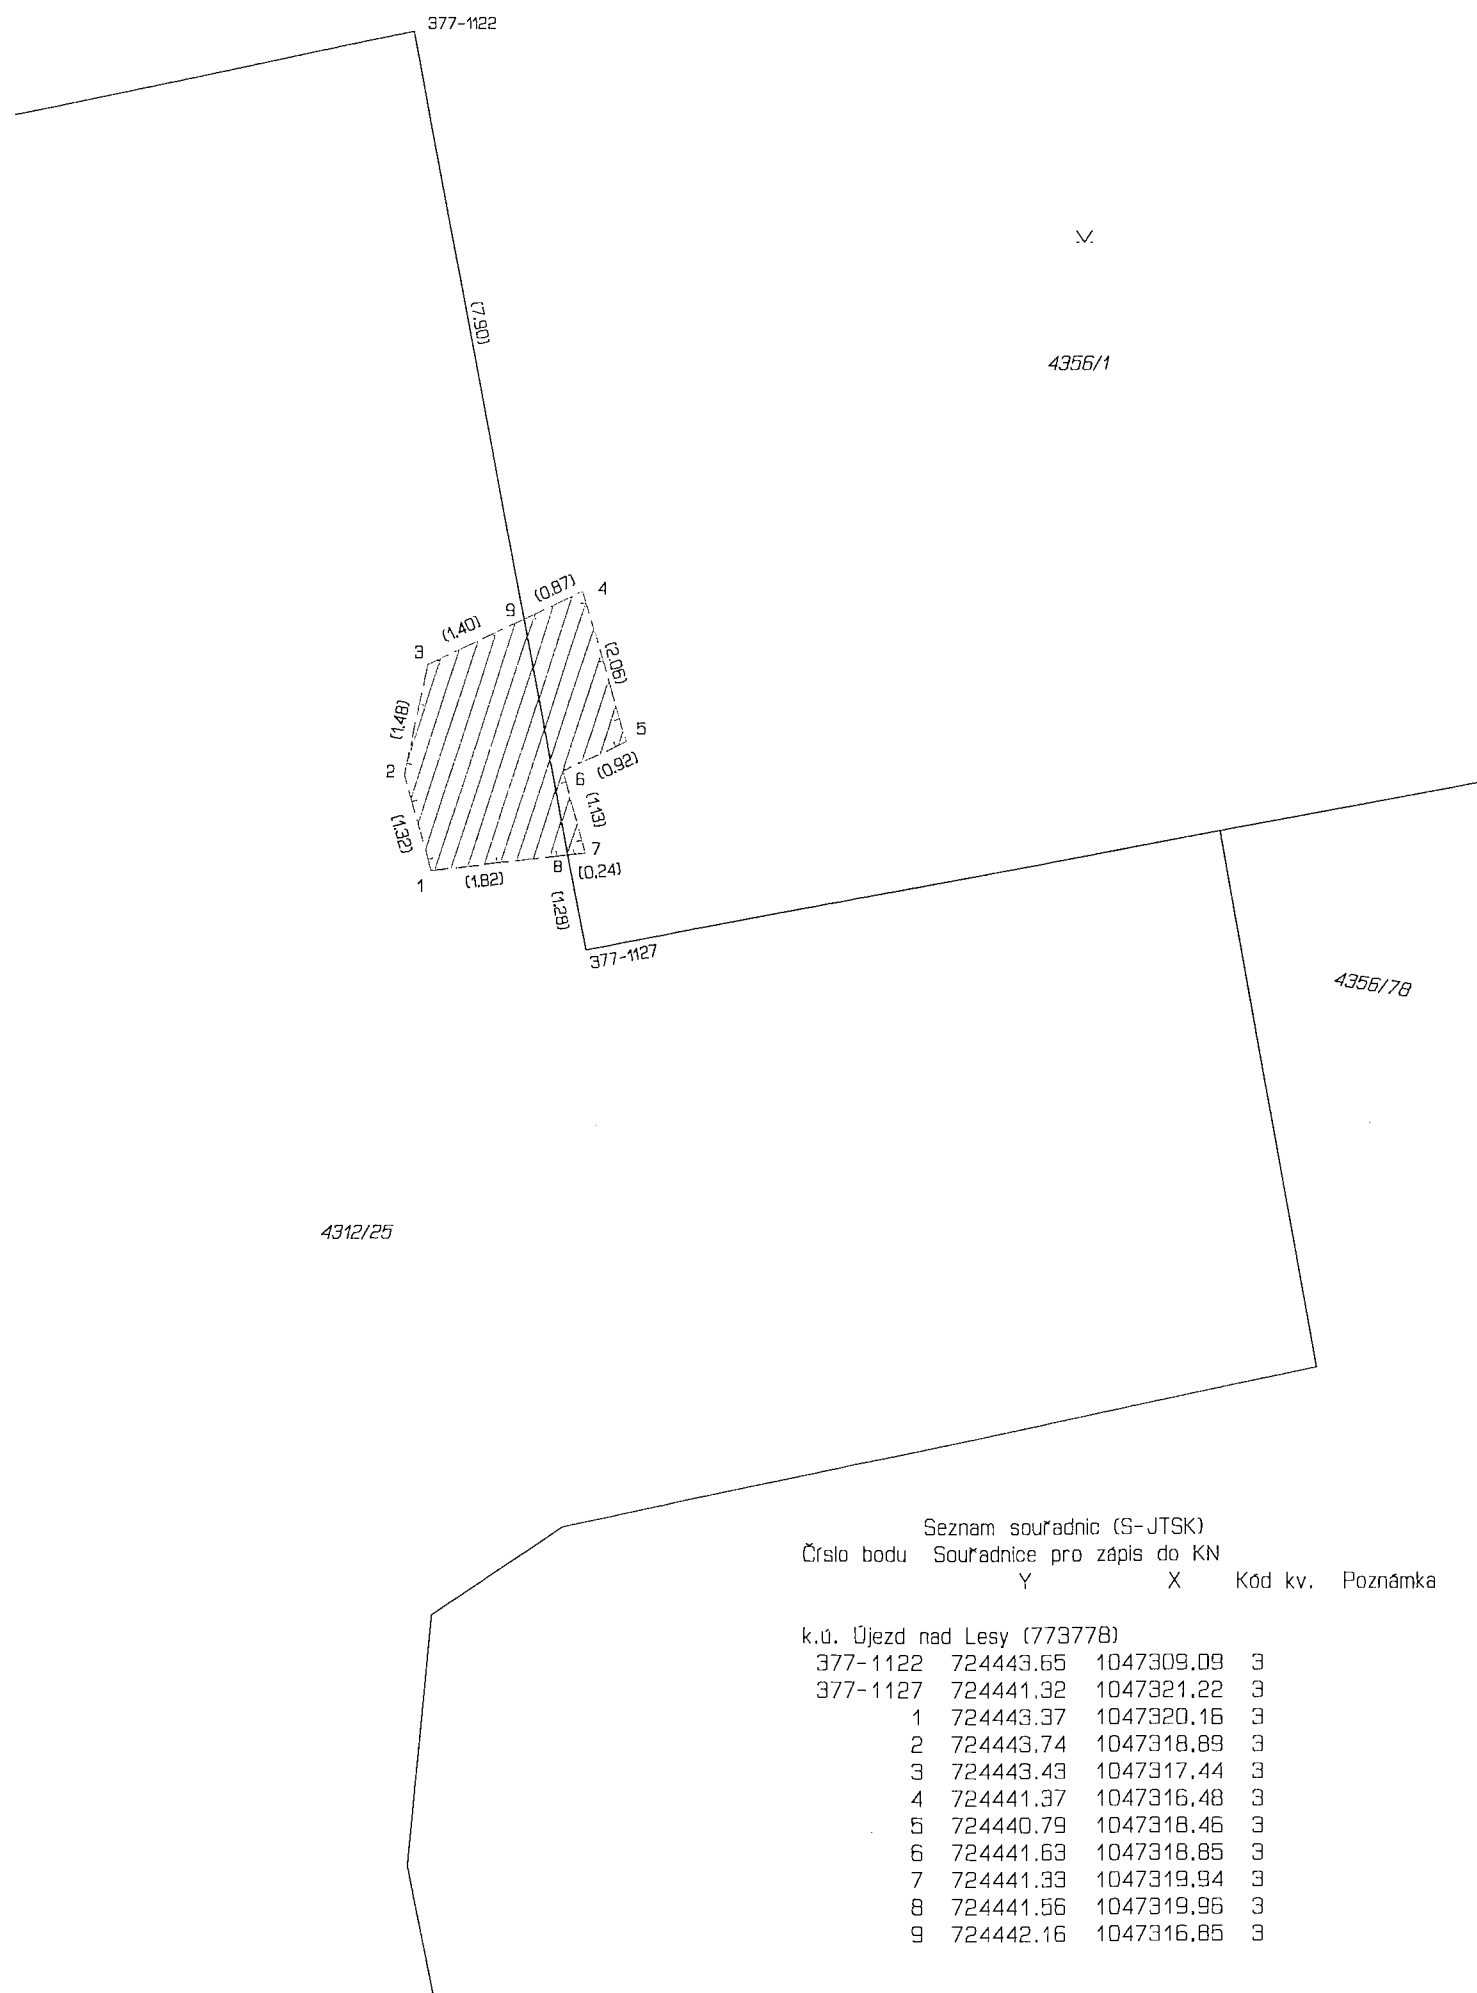 377-1122
(7.90)
4356/1
(0.87)
4
9
(1.40)
3
(2.06)
(1.48)
5
2
6
(0.92)
(1.13)
(1.32)
7
8
(0.24)
1
(1.82)
(1.28)
377-1127
4356/78
4312/25
Seznam souřadnic (S-JTSK)
Číslo bodu Souřadnice pro zápis do KN
Y X Kód kv. Poznámka
k.ú. Újezd nad Lesy (773778)
377-1122 724443.65 1047309.09 3
377-1127 724441.32 1047321.22 3
1 724443.37 1047320.16 3
2 724443.74 1047318.89 3
3 724443.43 1047317.44 3
4 724441.37 1047316.48 3
5 724440.79 1047318.46 3
6 724441.63 1047318.85 3
7 724441.33 1047319.94 3
8 724441.56 1047319.96 3
9 724442.16 1047316.85 3